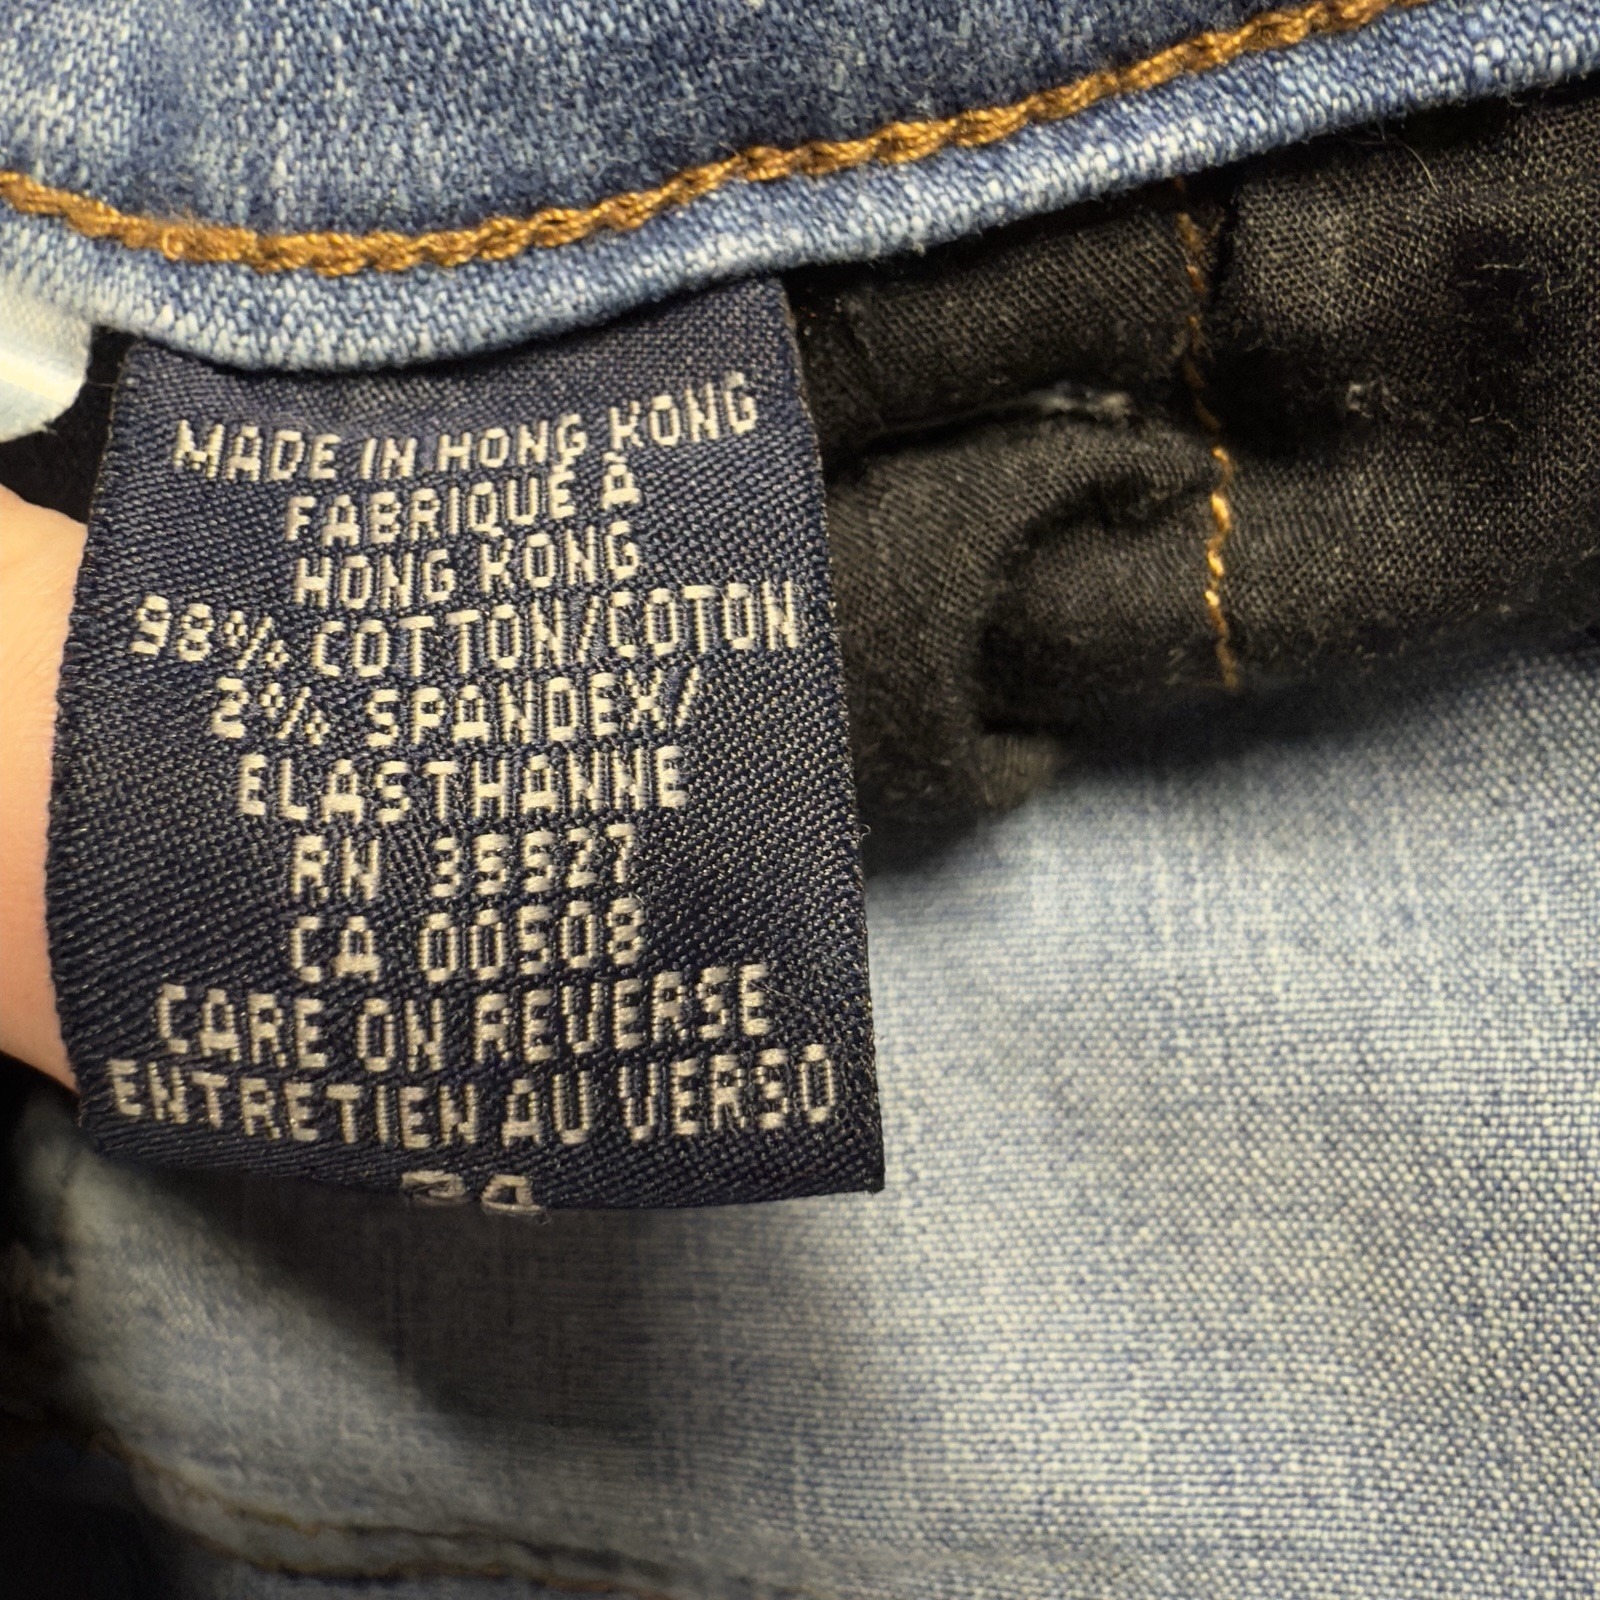 MADE IN HONG KONG
FABRIQUÉ À
HONG KONG
98% COTTON/COTON
2% SPANDEX/
ELASTHANNE
RN 35527
CA 00508
CARE ON REVERSE
ENTRETIEN AU VERSO